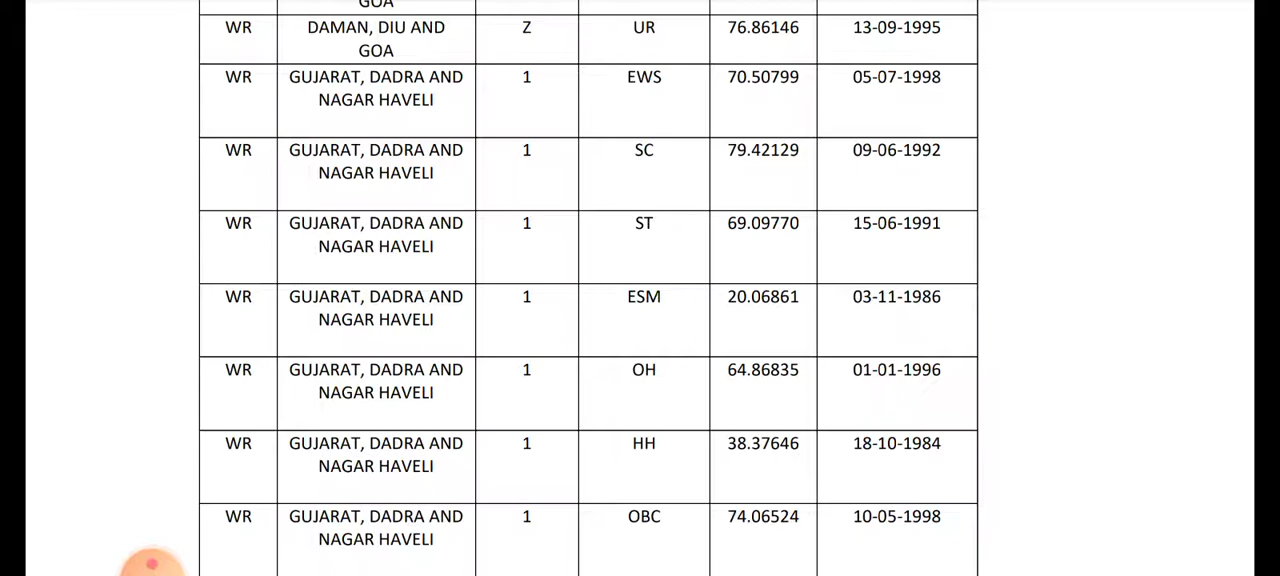 GOA
WR DAMAN, DIU AND Z UR 76.86146 13-09-1995
GOA
WR GUJARAT, DADRA AND 1 EWS 70.50799 05-07-1998
NAGAR HAVELI
WR GUJARAT, DADRA AND 1 SC 79.42129 09-06-1992
NAGAR HAVELI
WR GUJARAT, DADRA AND 1 ST 69.09770 15-06-1991
NAGAR HAVELI
WR GUJARAT, DADRA AND 1 ESM 20.06861 03-11-1986
NAGAR HAVELI
WR GUJARAT, DADRA AND 1 OH 64.86835 01-01-1996
NAGAR HAVELI
WR GUJARAT, DADRA AND 1 HH 38.37646 18-10-1984
NAGAR HAVELI
WR GUJARAT, DADRA AND 1 OBC 74.06524 10-05-1998
NAGAR HAVELI